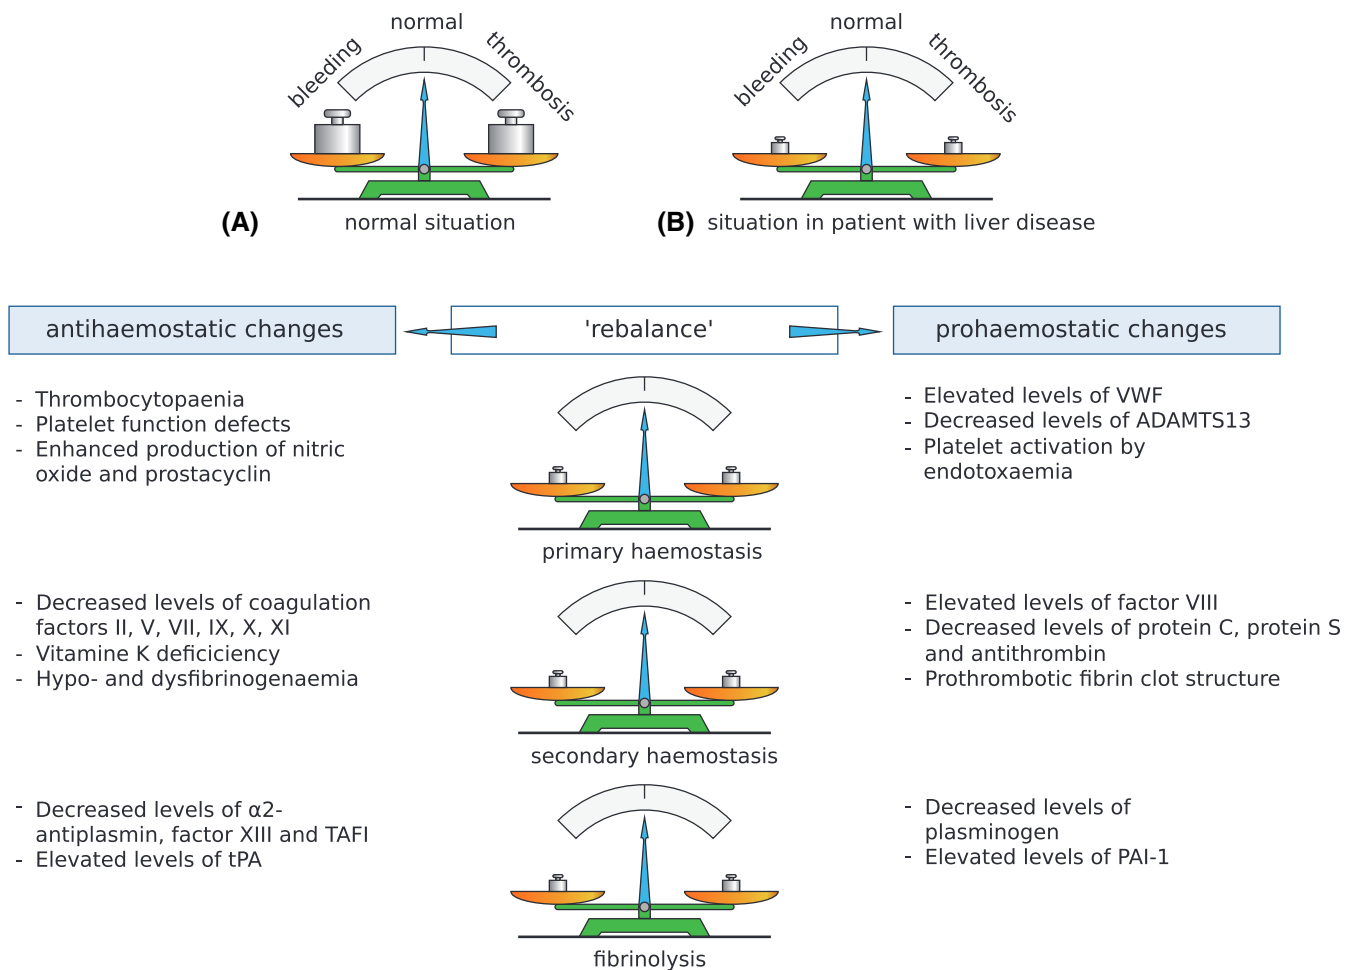 normal
bleeding
thrombosis
(A) normal situation
normal
bleeding
thrombosis
(B) situation in patient with liver disease
antihaemostatic changes
'rebalance'
prohaemostatic changes
- Thrombocytopaenia
- Platelet function defects
- Enhanced production of nitric
oxide and prostacyclin
primary haemostasis
- Elevated levels of VWF
- Decreased levels of ADAMTS13
- Platelet activation by
endotoxaemia
- Decreased levels of coagulation
factors II, V, VII, IX, X, XI
- Vitamine K deficiciency
- Hypo- and dysfibrinogenaemia
secondary haemostasis
- Elevated levels of factor VIII
- Decreased levels of protein C, protein S
and antithrombin
- Prothrombotic fibrin clot structure
- Decreased levels of α2-
antiplasmin, factor XIII and TAFI
- Elevated levels of tPA
fibrinolysis
- Decreased levels of
plasminogen
- Elevated levels of PAI-1